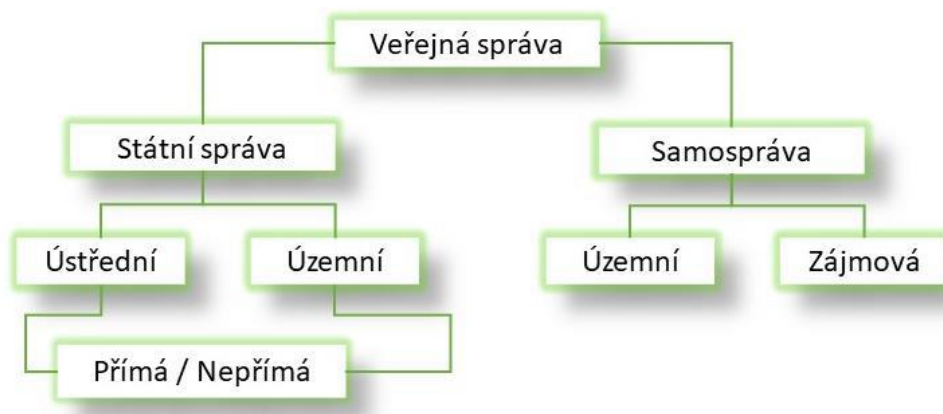 Veřejná správa
Státní správa
Samospráva
Ústřední
Územní
Územní
Zájmová
Přímá / Nepřímá